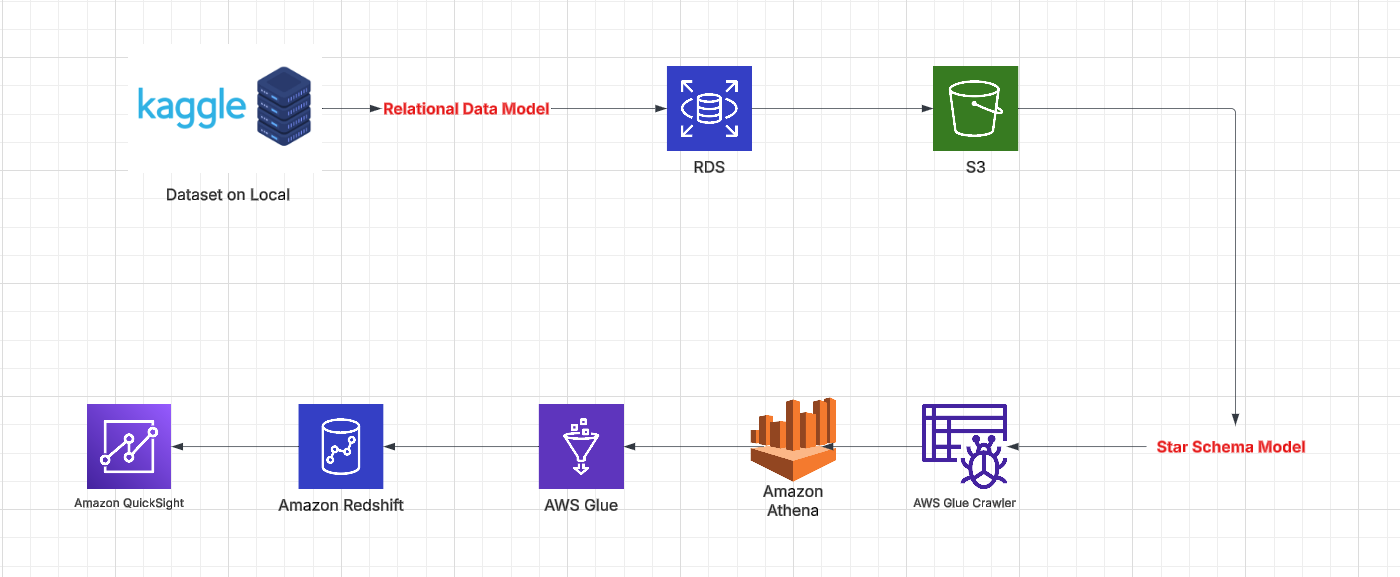 kaggle
Dataset on Local
Relational Data Model
RDS
S3
Star Schema Model
AWS Glue Crawler
Amazon
Athena
AWS Glue
Amazon Redshift
Amazon QuickSight